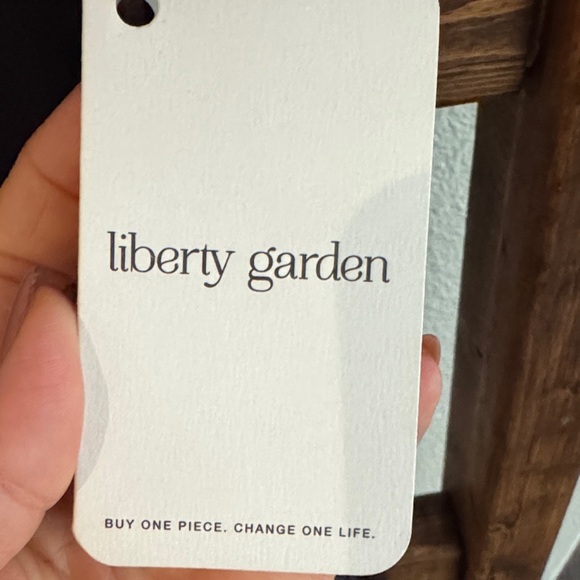 liberty garden
BUY ONE PIECE. CHANGE ONE LIFE.